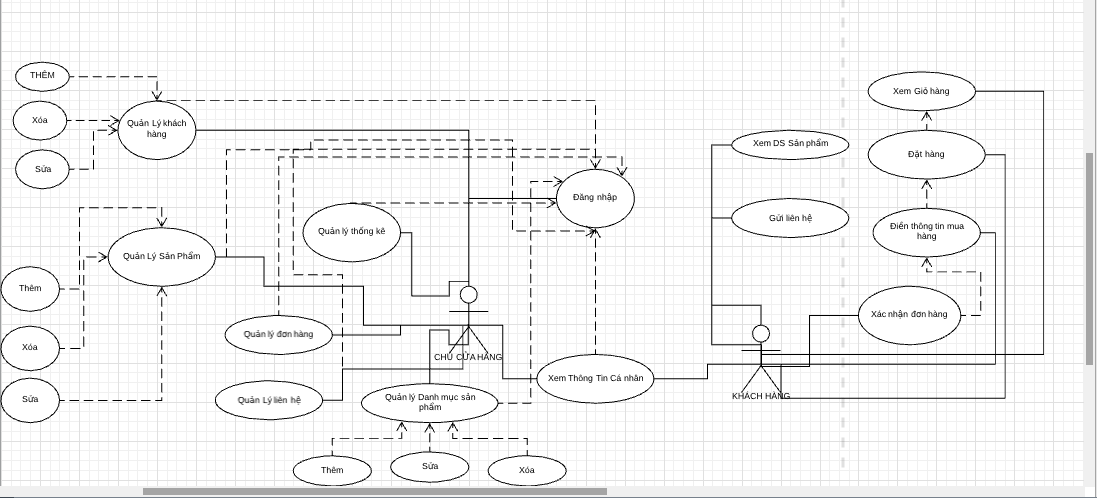 THÊM
Xóa
Sửa
Quản Lý khách
hàng
Quản Lý Sản Phẩm
Thêm
Xóa
Sửa
Quản lý thống kê
Đăng nhập
Quản lý đơn hàng
Quản Lý liên hệ
CHỦ CỬA HÀNG
Quản lý Danh mục sản
phẩm
Thêm
Sửa
Xóa
Xem Thông Tin Cá nhân
Xem DS Sản phẩm
Gửi liên hệ
KHÁCH HÀNG
Xem Giỏ hàng
Đặt hàng
Điền thông tin mua
hàng
Xác nhận đơn hàng